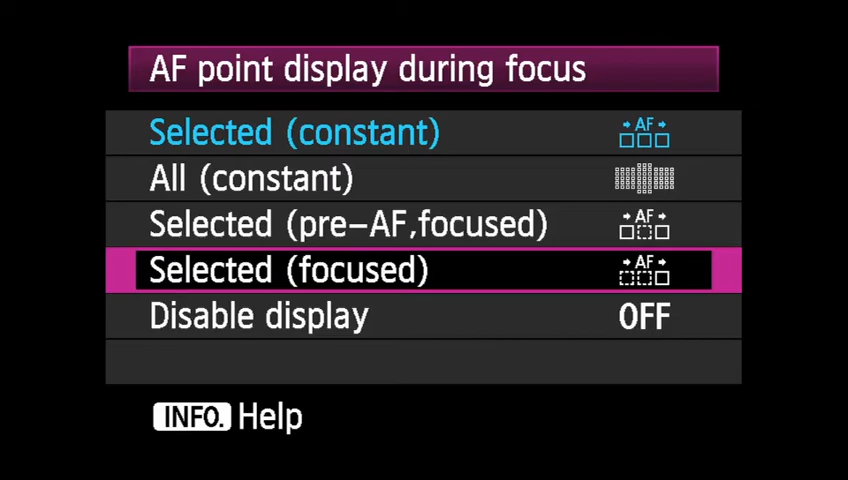 AF point display during focus
Selected (constant) AF
All (constant)
Selected (pre-AF,focused) AF
Selected (focused) AF
Disable display OFF
INFO. Help